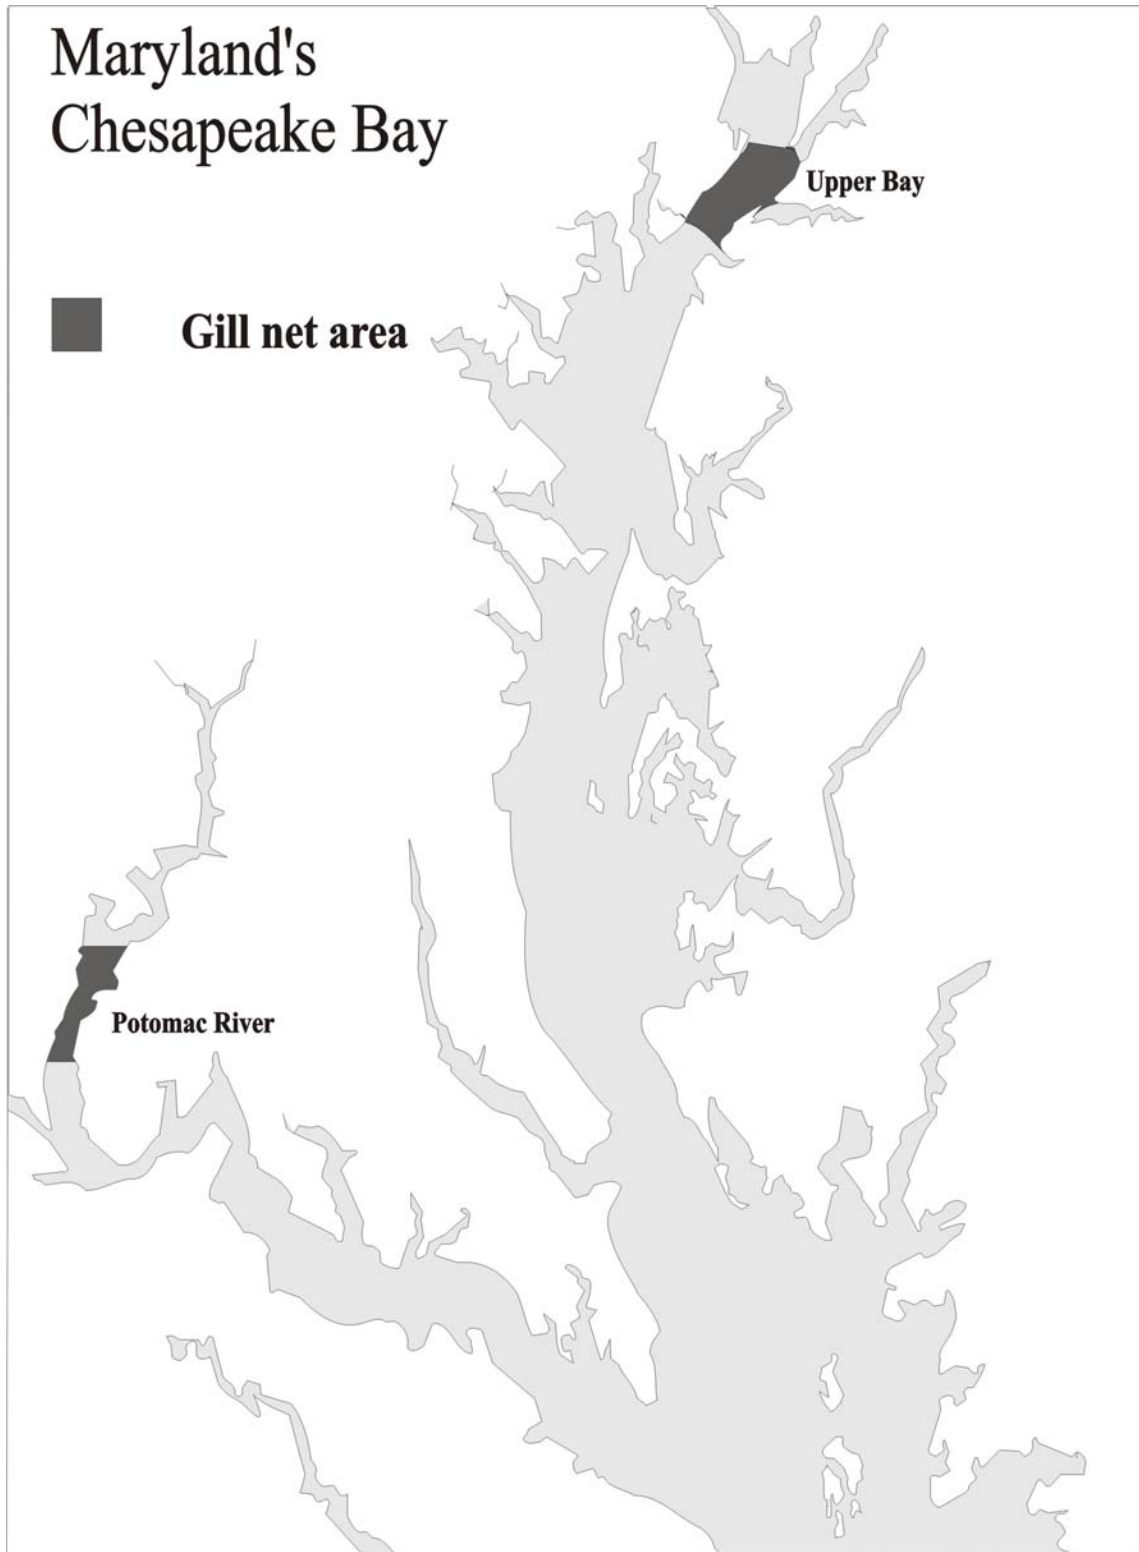 Maryland's
Chesapeake Bay
Upper Bay
Gill net area
Potomac River